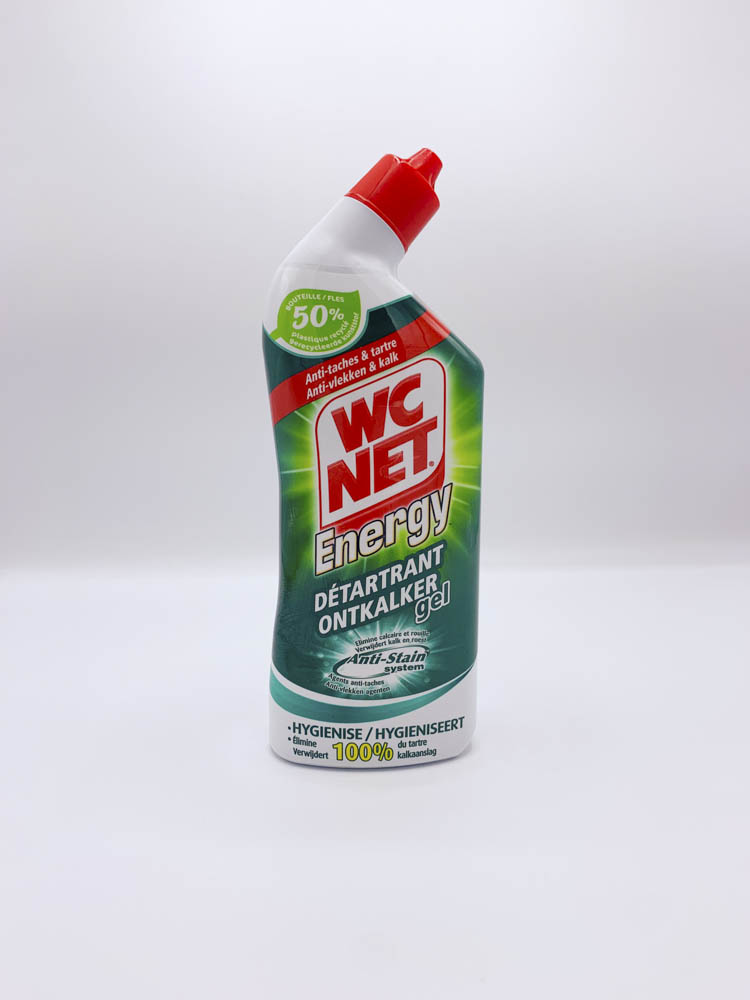 BOUTEILLE / FLES
50%
plastique recyclé
gerecycleerde kunststof
Anti-taches & tartre
Anti-vlekken & kalk
WC
NET®
Energy
DÉTARTRANT
ONTKALKER
gel
Elimine calcaire et rouille
Verwijdert kalk en roest
Anti-Stain
system
Agents anti-taches
Anti-vlekken agenten
• HYGIENISE / HYGIENISEERT
• Élimine 100% du tartre
Verwijdert kalkaanslag